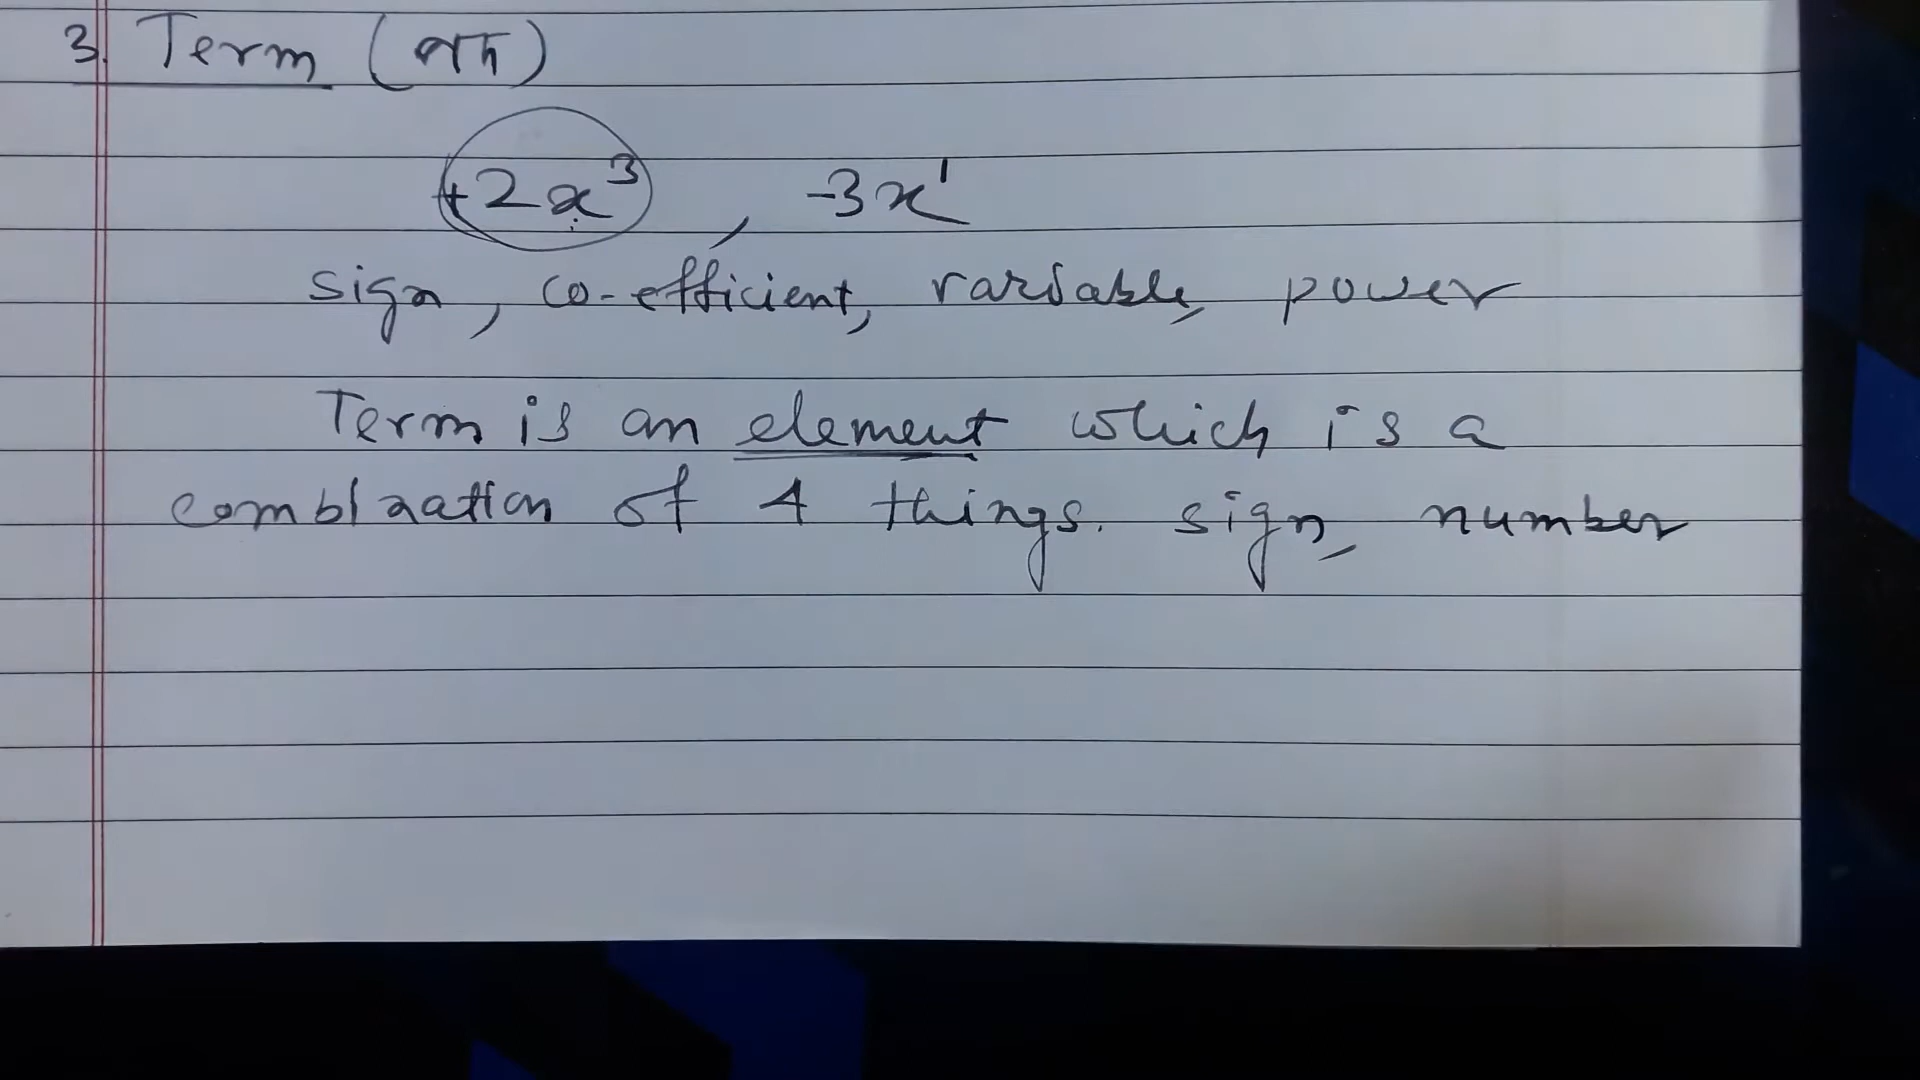 3. Term (পদ)
+2x³ , -3x¹
sign, co-efficient, variable, power
Term is an element which is a
combination of 4 things. sign, number